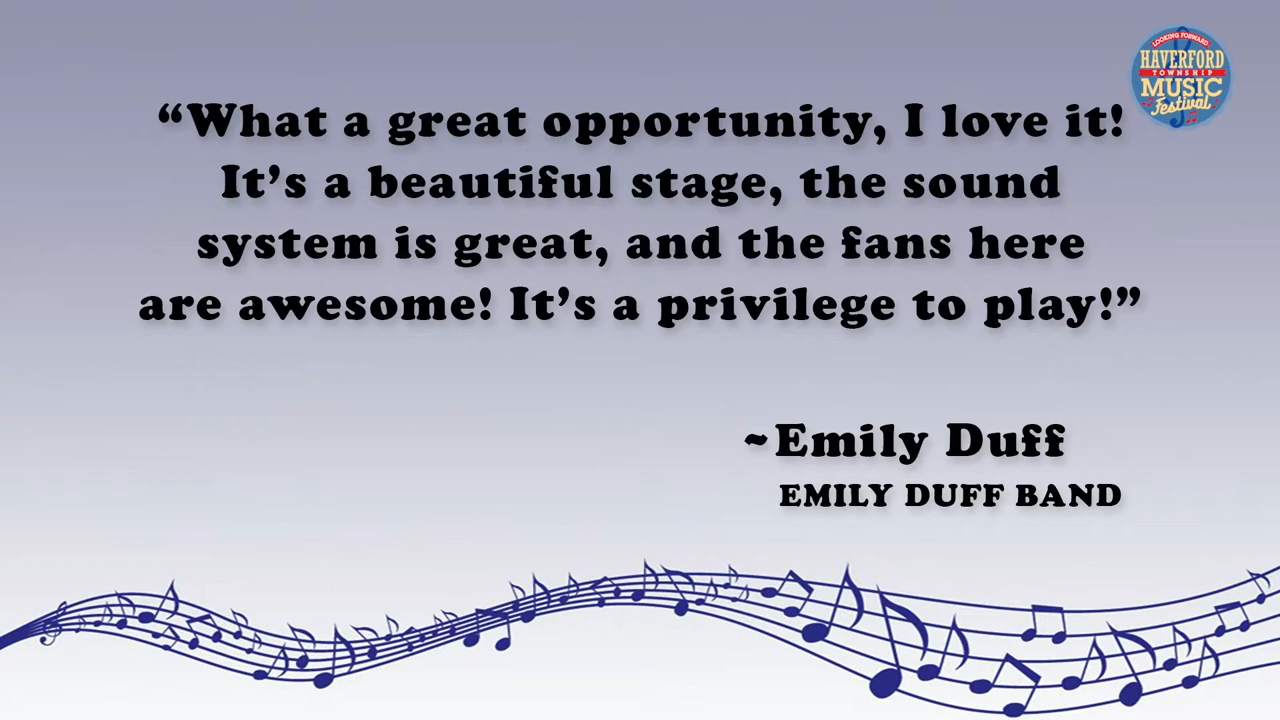 LOOKING FORWARD
HAVERFORD
TOWNSHIP
MUSIC
Festival
“What a great opportunity, I love it!
It’s a beautiful stage, the sound
system is great, and the fans here
are awesome! It’s a privilege to play!”
~Emily Duff
EMILY DUFF BAND